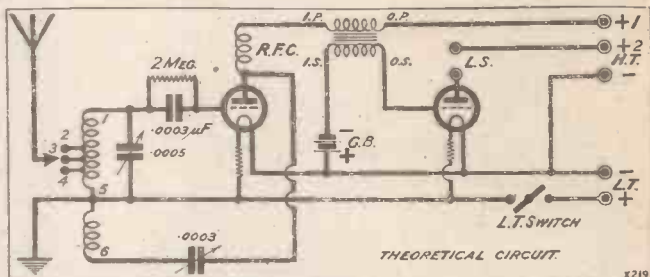 I.P.
O.P.
+1
2 MEG.
R.F.C.
I.S.
O.S.
L.S.
+2
H.T.
-
1
2
3
4
5
6
.0003 µF
.0005
-
G.B.
+
-
L.T.
+
L.T. SWITCH
.0003
THEORETICAL CIRCUIT.
X219